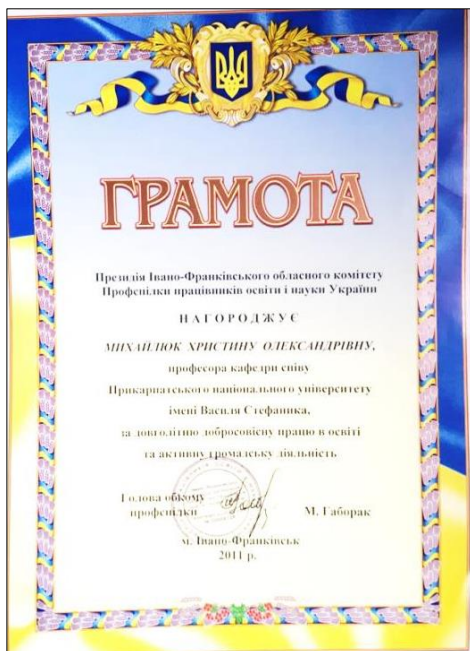 ГРАМОТА
Президія Івано-Франківського обласного комітету
Профспілки працівників освіти і науки України
НАГОРОДЖУЄ
МИХАЙЛЮК ХРИСТИНУ ОЛЕКСАНДРІВНУ,
професора кафедри співу
Прикарпатського національного університету
імені Василя Стефаника,
за довголітню добросовісну працю в освіті
та активну громадську діяльність
Голова обкому
профспілки
М. Габорак
м. Івано-Франківськ
2011 р.